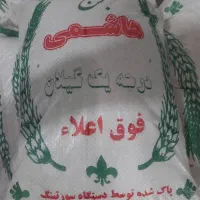 هاشمی
درجه یک گیلان
فوق اعلاء
پاک شده توسط دستگاه سورتینگ